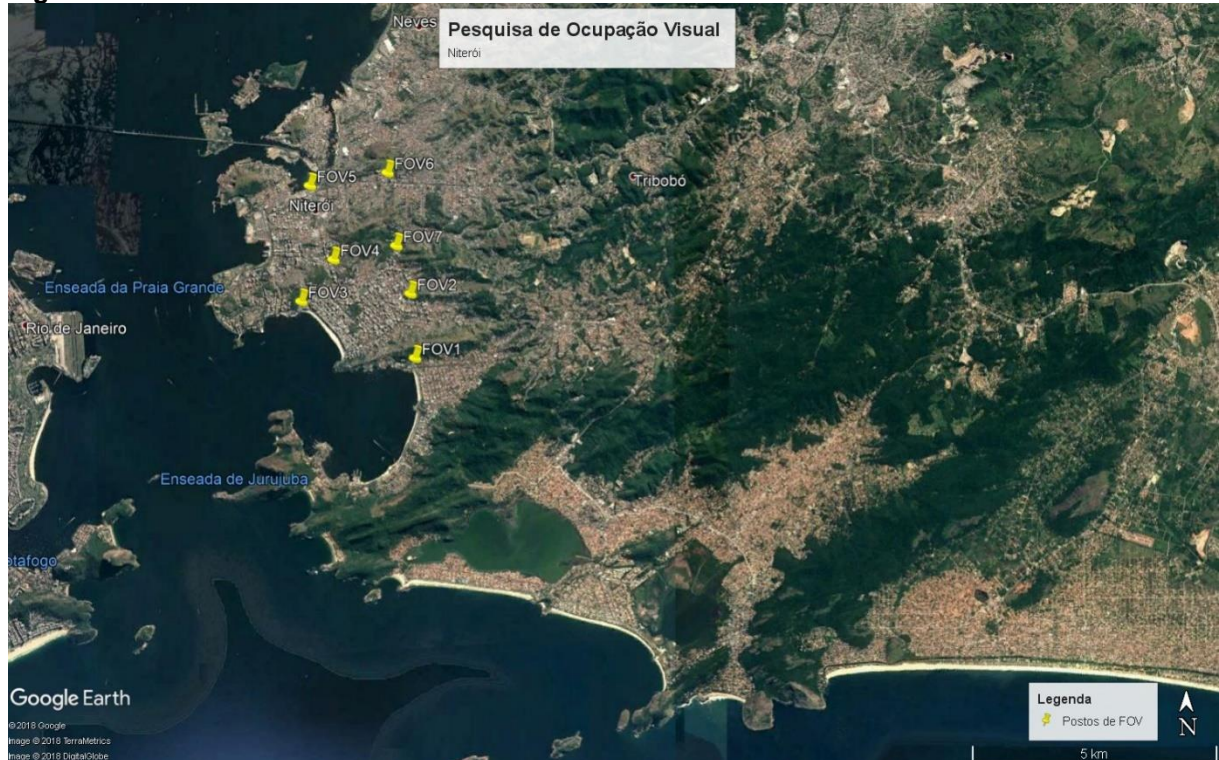 Neves
Pesquisa de Ocupação Visual
Niterói
FOV6
FOV5
Tribobó
Niterói
FOV7
FOV4
Enseada da Praia Grande
FOV2
FOV3
Rio de Janeiro
FOV1
Enseada de Jurujuba
otafogo
Google Earth
Legenda
Postos de FOV
N
© 2018 Google
Image © 2018 TerraMetrics
Image © 2018 DigitalGlobe
5 km